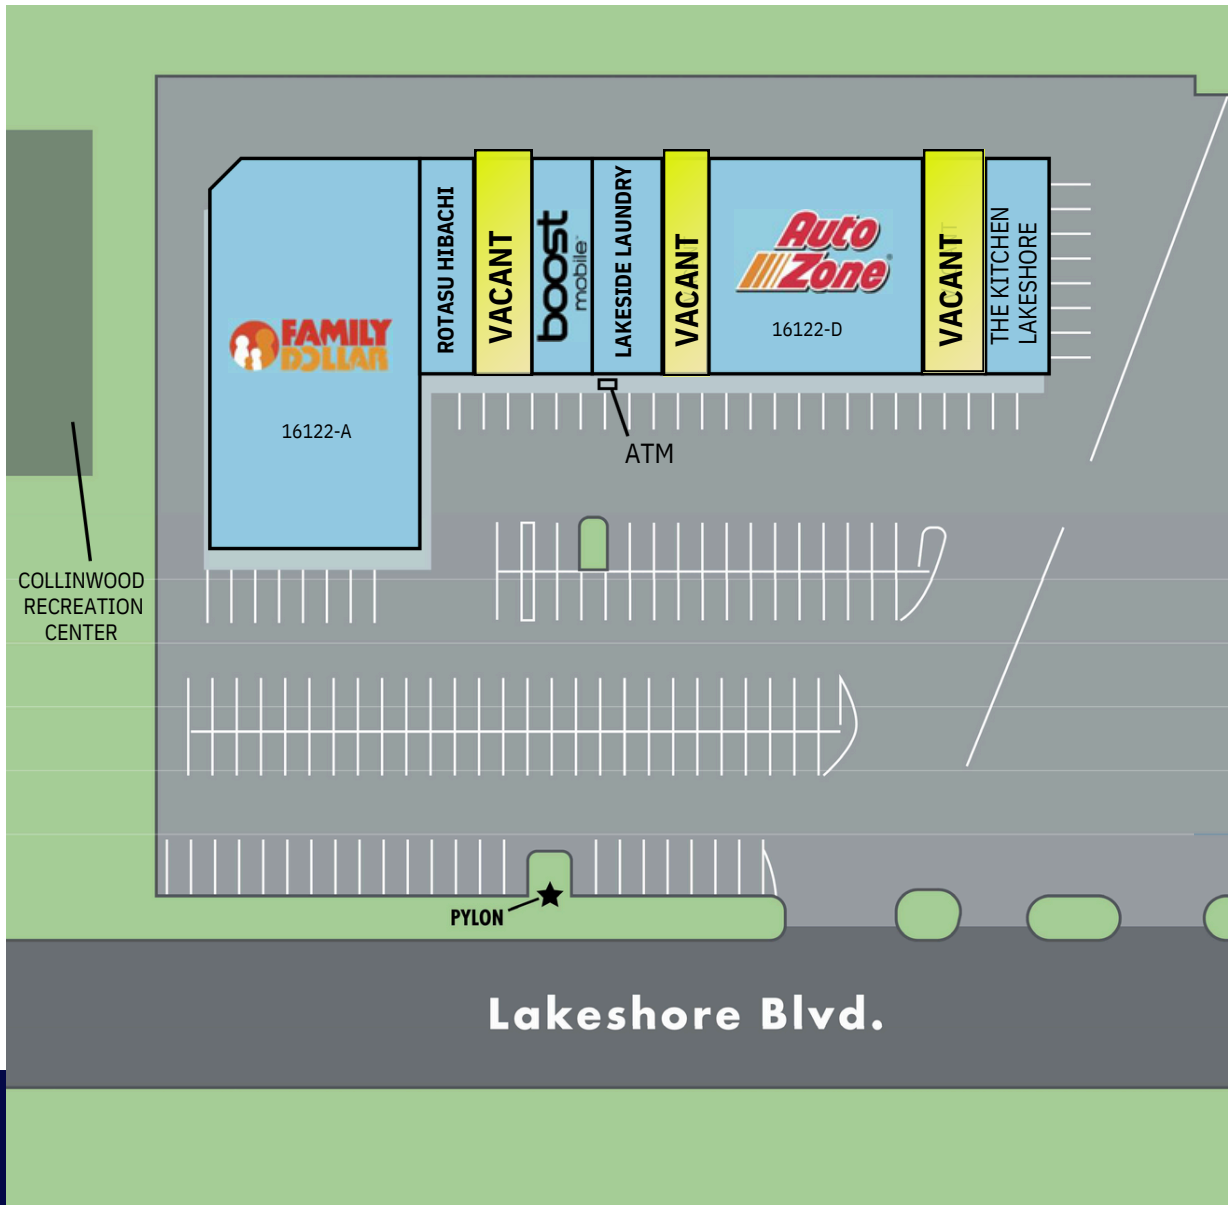 FAMILY
DOLLAR
16122-A
ROTASU HIBACHI
VACANT
boost
mobile™
LAKESIDE LAUNDRY
VACANT
Auto
Zone®
16122-D
VACANT
THE KITCHEN
LAKESHORE
ATM
COLLINWOOD
RECREATION
CENTER
PYLON
Lakeshore Blvd.